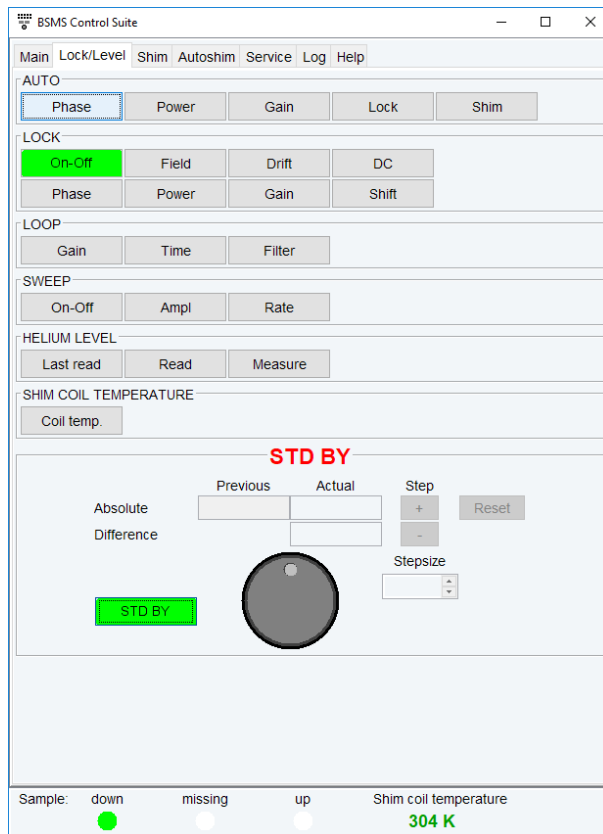 BSMS Control Suite
Main Lock/Level Shim Autoshim Service Log Help
AUTO
Phase Power Gain Lock Shim
LOCK
On-Off Field Drift DC
Phase Power Gain Shift
LOOP
Gain Time Filter
SWEEP
On-Off Ampl Rate
HELIUM LEVEL
Last read Read Measure
SHIM COIL TEMPERATURE
Coil temp.
STD BY
Previous Actual Step
Absolute + Reset
Difference -
Stepsize
STD BY
Sample: down missing up Shim coil temperature
304 K